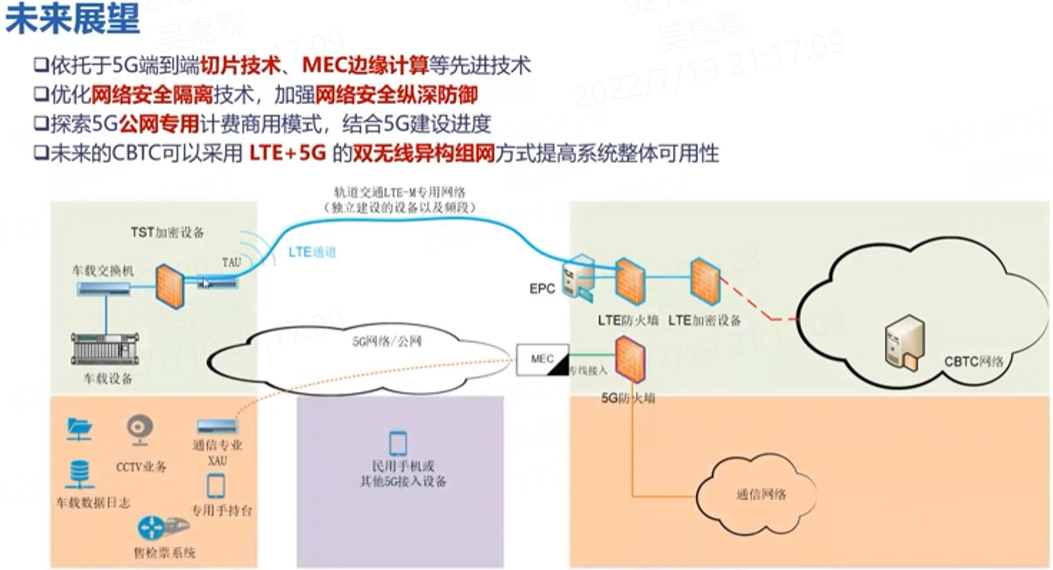 未来展望
❑依托于5G端到端切片技术、MEC边缘计算等先进技术
❑优化网络安全隔离技术，加强网络安全纵深防御
❑探索5G公网专用计费商用模式，结合5G建设进度
❑未来的CBTC可以采用 LTE+5G 的双无线异构组网方式提高系统整体可用性
轨道交通LTE-M专用网络
（独立建设的设备以及频段）
TST加密设备
LTE通道
TAU
车载交换机
EPC
LTE防火墙
LTE加密设备
车载设备
5G网络/公网
MEC
专线接入
CBTC网络
5G防火墙
CCTV业务
通信专业
XAU
车载数据日志
专用手持台
售检票系统
民用手机或
其他5G接入设备
通信网络
吴嘉霖
2022/7/19 21:17:09